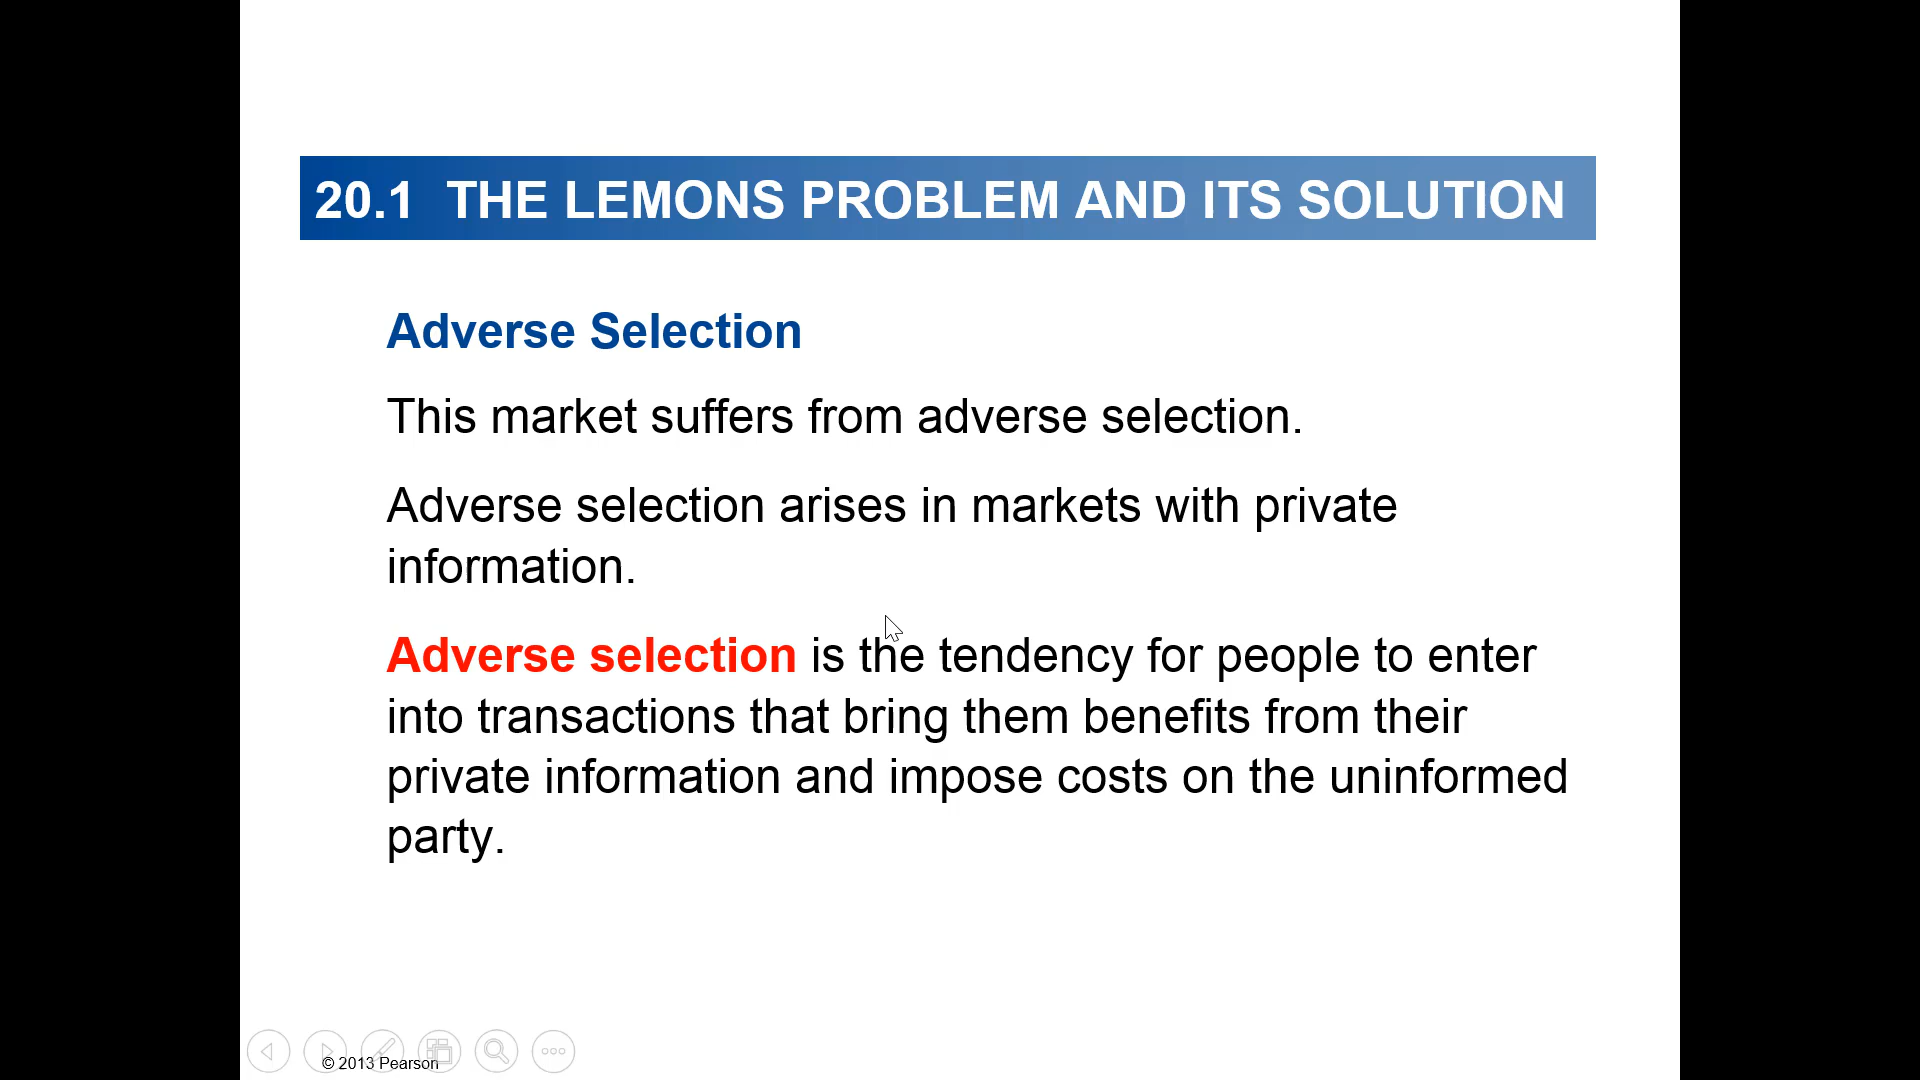 20.1 THE LEMONS PROBLEM AND ITS SOLUTION
Adverse Selection
This market suffers from adverse selection.
Adverse selection arises in markets with private
information.
Adverse selection is the tendency for people to enter
into transactions that bring them benefits from their
private information and impose costs on the uninformed
party.
© 2013 Pearson